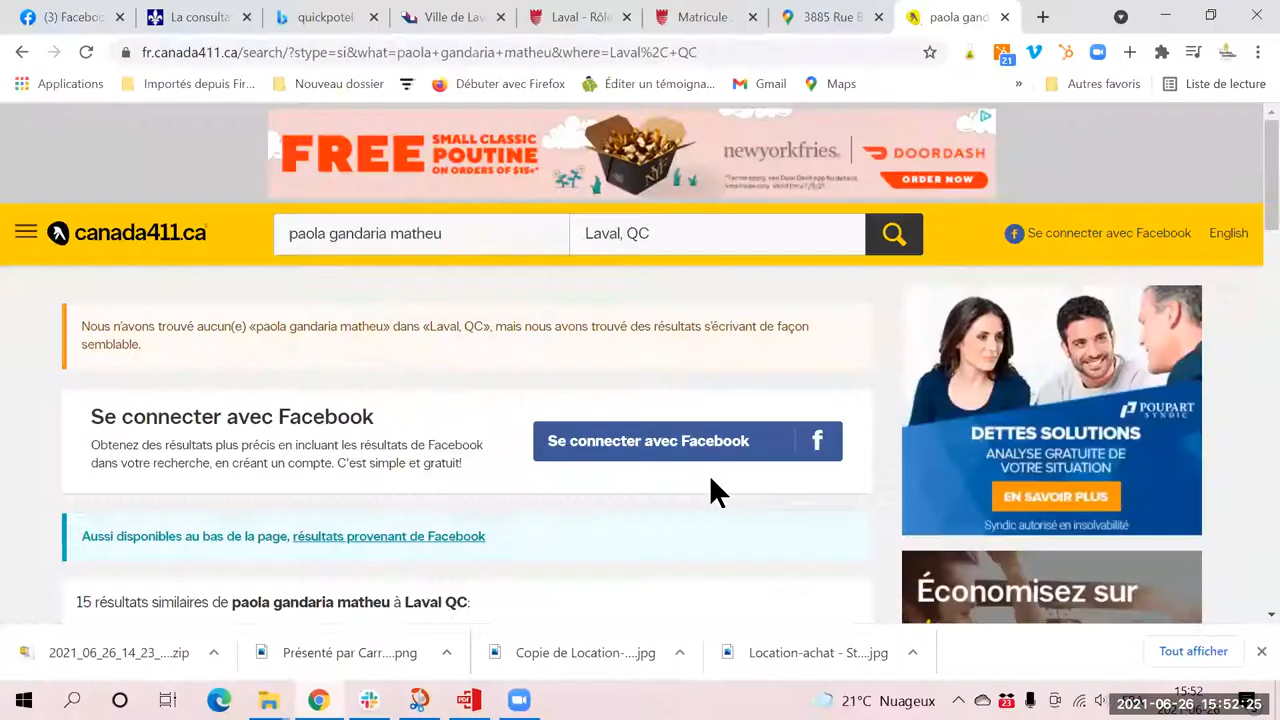 (3) Facebook
La consulta
quickpotel
Ville de Lav
Laval - Rôle
Matricule
3885 Rue B
paola gand
fr.canada411.ca/search/?stype=si&what=paola+gandaria+matheu&where=Laval%2C+QC
21
Applications
Importés depuis Fir...
Nouveau dossier
Débuter avec Firefox
Éditer un témoigna...
Gmail
Maps
»
Autres favoris
Liste de lecture
FREE SMALL CLASSIC
POUTINE
ON ORDERS OF $15+*
newyorkfries.
DOORDASH
ORDER NOW
canada411.ca
paola gandaria matheu
Laval, QC
Se connecter avec Facebook
English
Nous n'avons trouvé aucun(e) «paola gandaria matheu» dans «Laval, QC», mais nous avons trouvé des résultats s'écrivant de façon
semblable.
Se connecter avec Facebook
Obtenez des résultats plus précis en incluant les résultats de Facebook
dans votre recherche, en créant un compte. C'est simple et gratuit!
Se connecter avec Facebook
Aussi disponibles au bas de la page, résultats provenant de Facebook
15 résultats similaires de paola gandaria matheu à Laval QC:
POUPART
SYNDIC
DETTES SOLUTIONS
ANALYSE GRATUITE DE
VOTRE SITUATION
EN SAVOIR PLUS
Syndic autorisé en insolvabilité
Économisez sur
2021_06_26_14_23_....zip
Présenté par Carr....png
Copie de Location-....jpg
Location-achat - St....jpg
Tout afficher
21°C Nuageux
23
15:52
2021-06-26 15:52:25